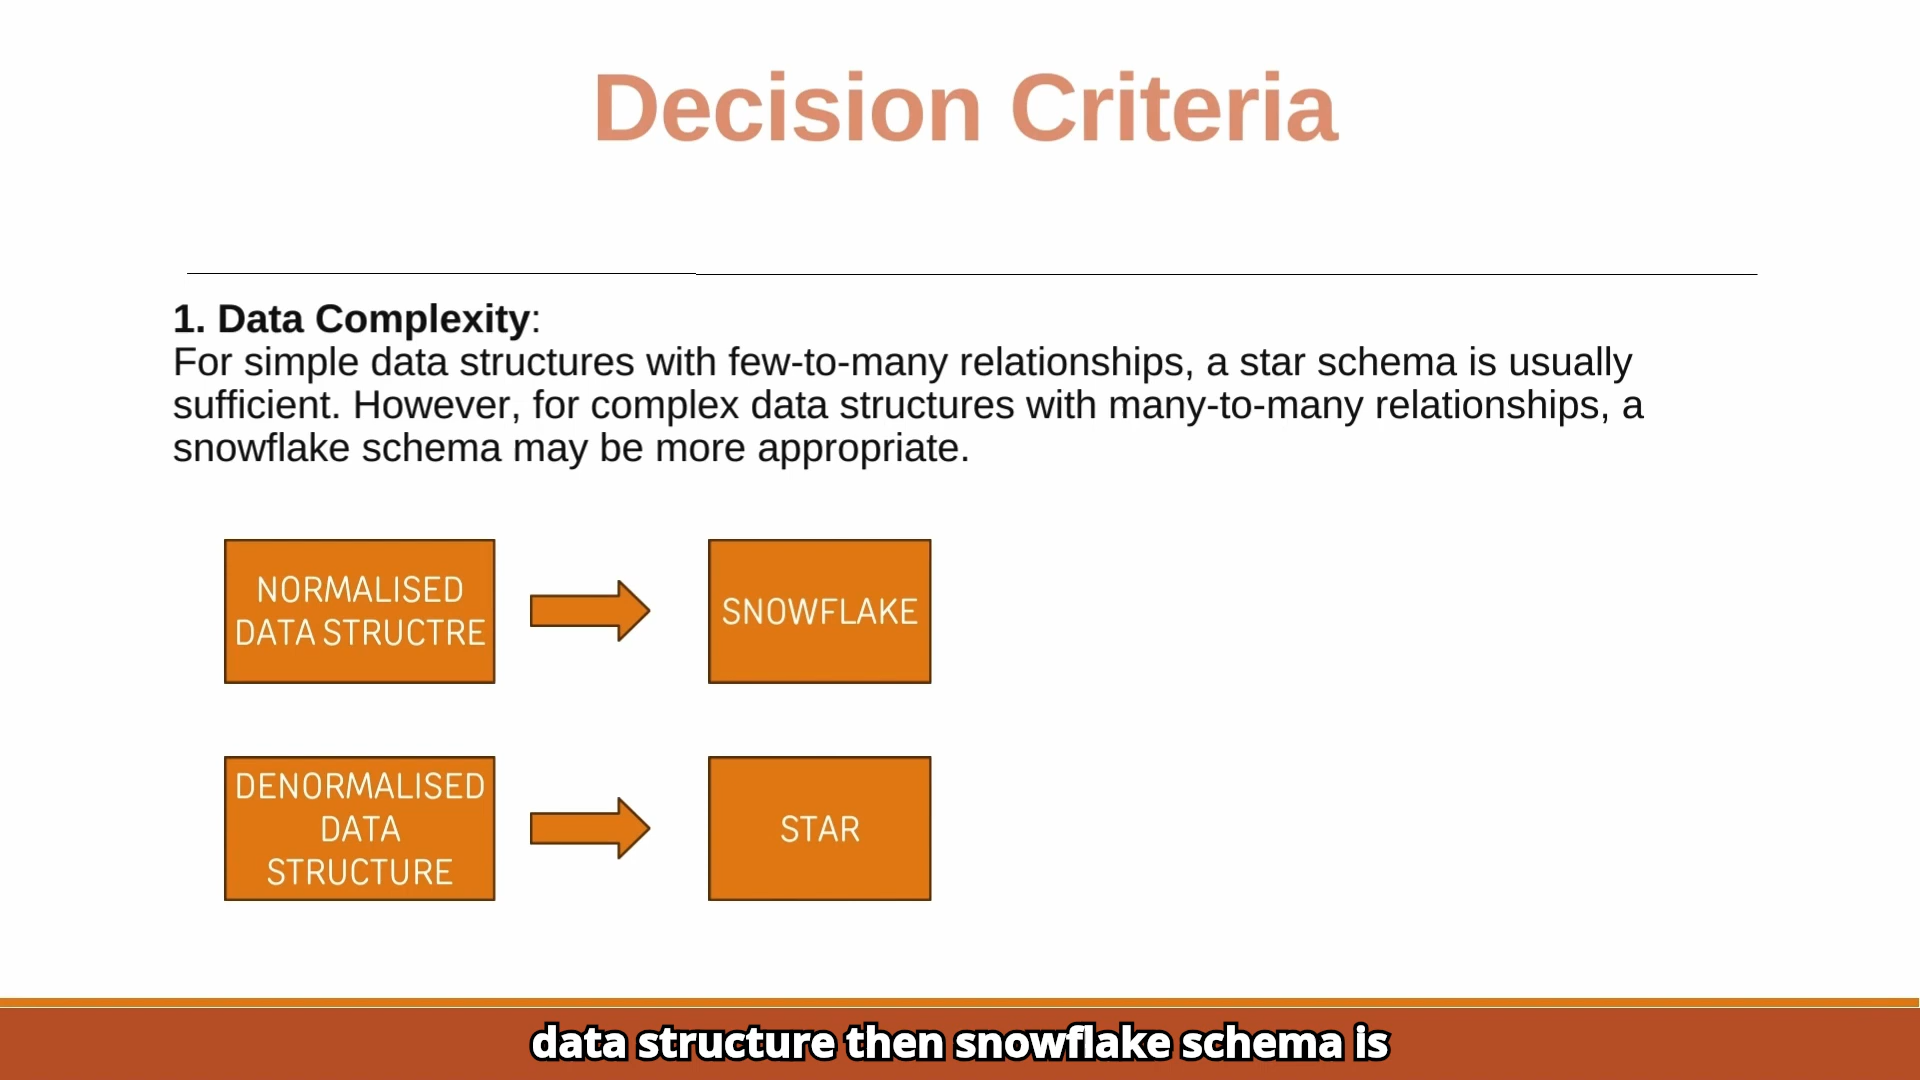 Decision Criteria
1. Data Complexity:
For simple data structures with few-to-many relationships, a star schema is usually
sufficient. However, for complex data structures with many-to-many relationships, a
snowflake schema may be more appropriate.
NORMALISED
DATA STRUCTRE
SNOWFLAKE
DENORMALISED
DATA
STRUCTURE
STAR
data structure then snowflake schema is